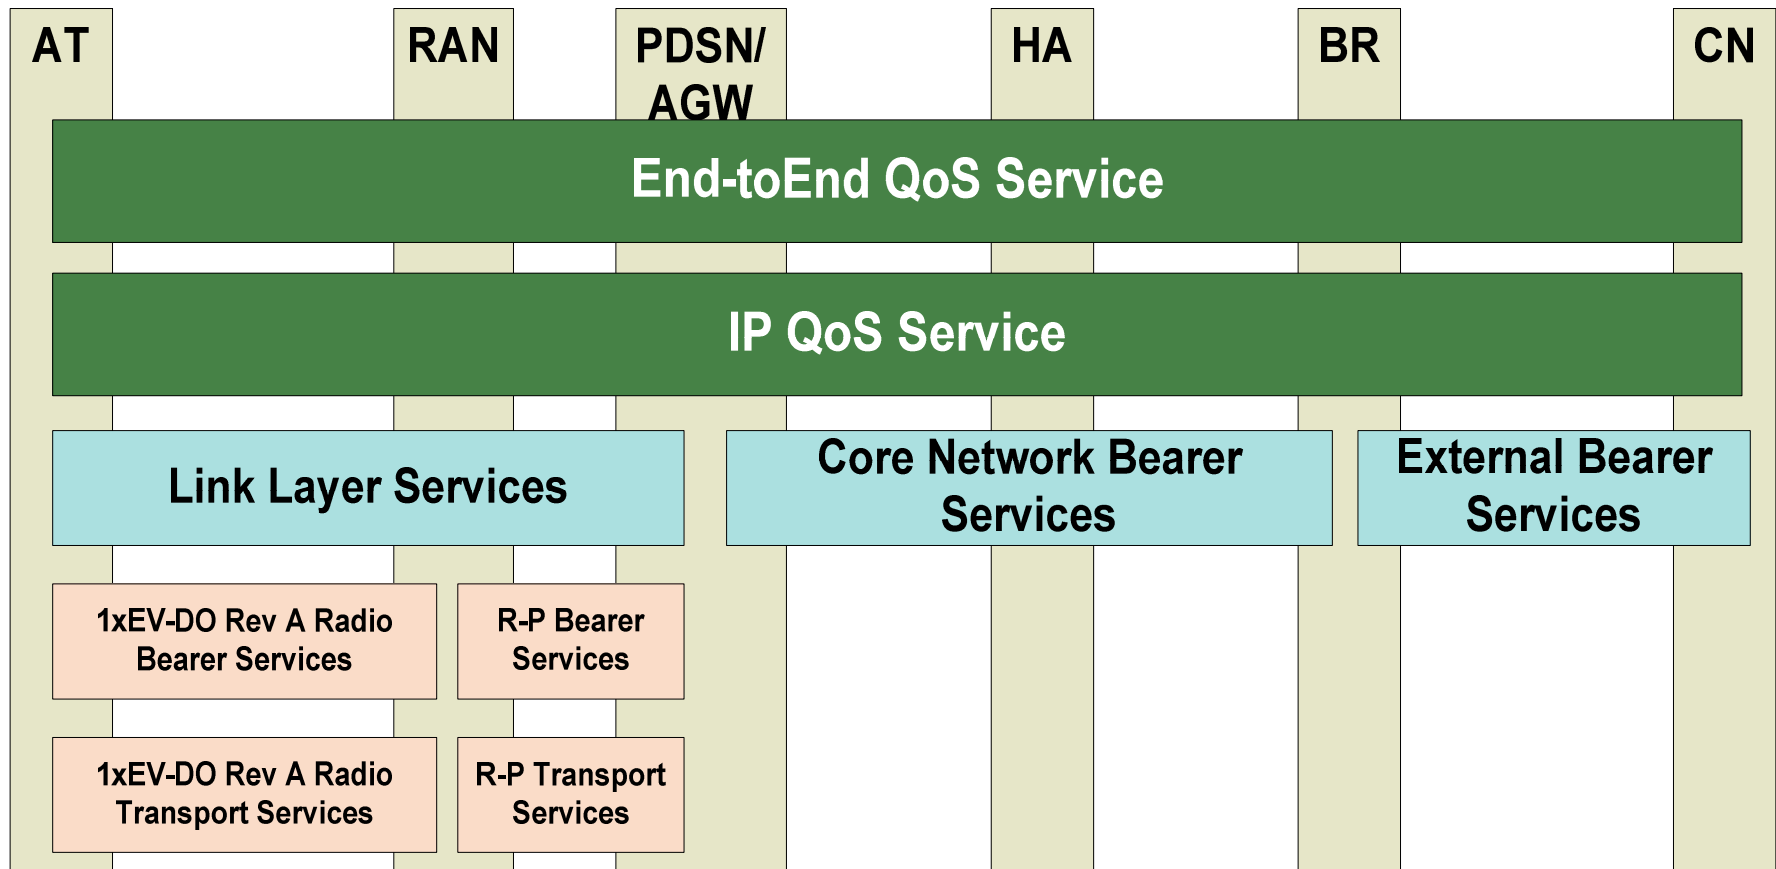 AT
RAN
PDSN/
AGW
HA
BR
CN
End-toEnd QoS Service
IP QoS Service
Link Layer Services
Core Network Bearer
Services
External Bearer
Services
1xEV-DO Rev A Radio
Bearer Services
R-P Bearer
Services
1xEV-DO Rev A Radio
Transport Services
R-P Transport
Services